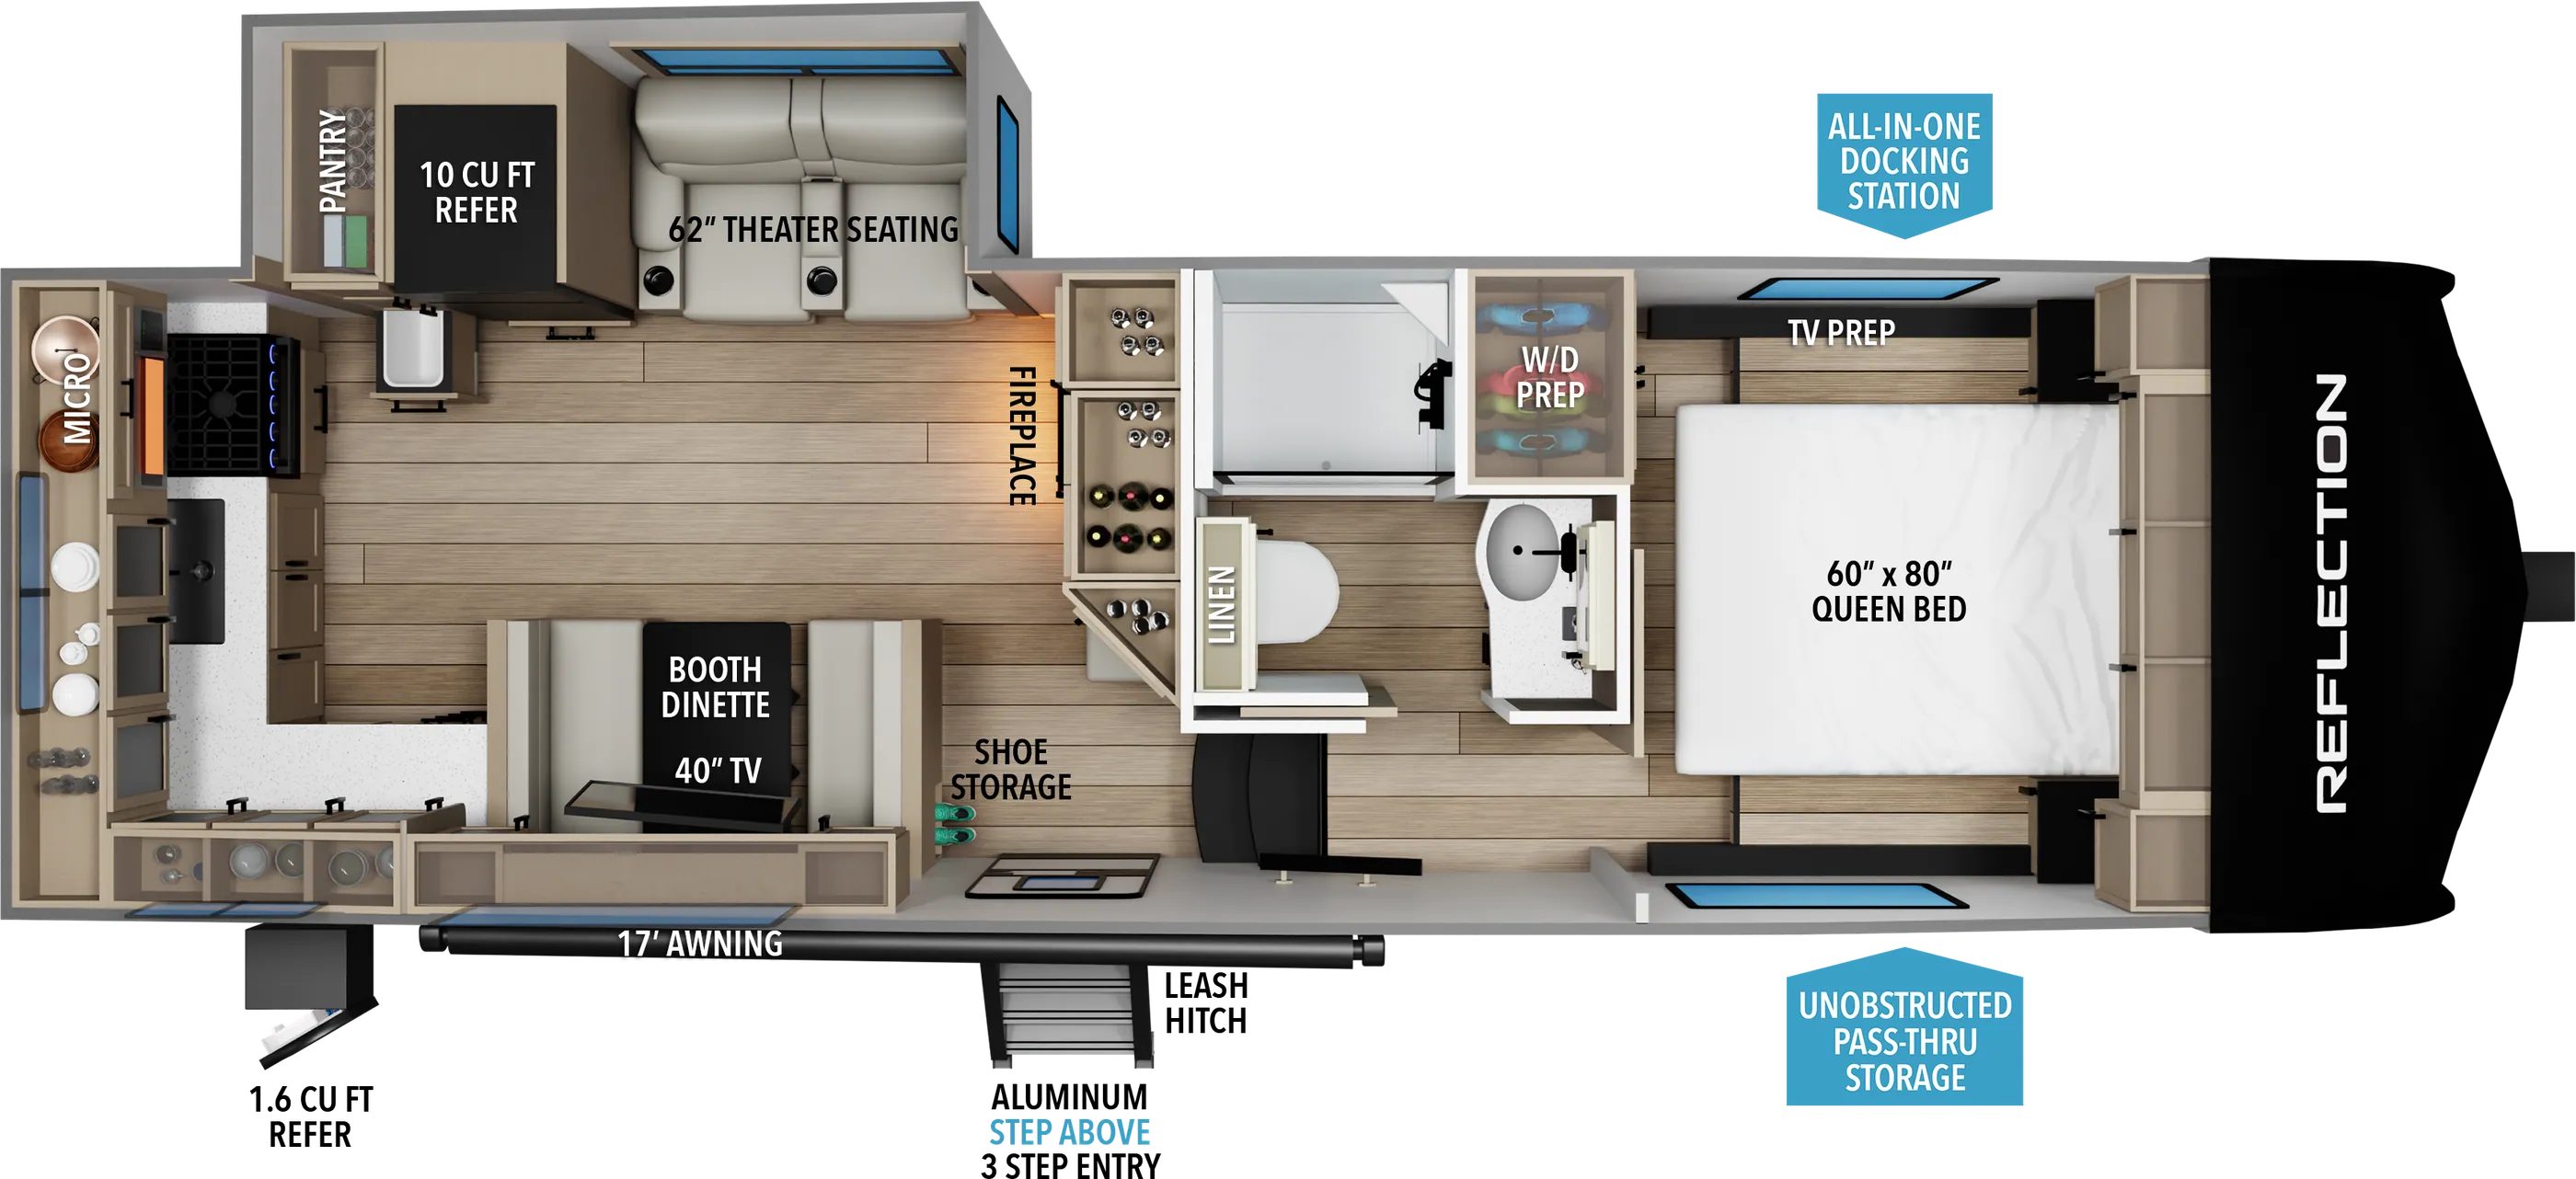 PANTRY
10 CU FT
REFER
62″ THEATER SEATING
ALL-IN-ONE
DOCKING
STATION
MICRO
FIREPLACE
W/D
PREP
TV PREP
LINEN
60″ x 80″
QUEEN BED
REFLECTION
BOOTH
DINETTE
40″ TV
SHOE
STORAGE
17′ AWNING
LEASH
HITCH
UNOBSTRUCTED
PASS-THRU
STORAGE
1.6 CU FT
REFER
ALUMINUM
STEP ABOVE
3 STEP ENTRY